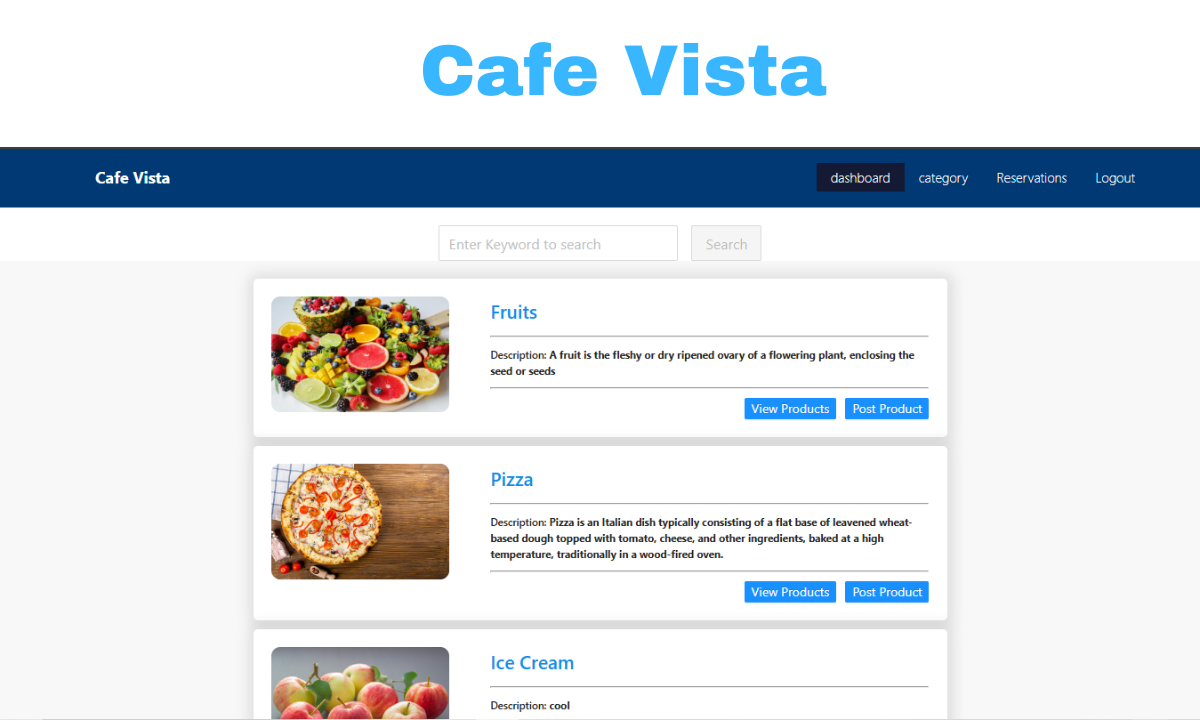 Cafe Vista
Cafe Vista
dashboard category Reservations Logout
Enter Keyword to search Search
Fruits
Description: A fruit is the fleshy or dry ripened ovary of a flowering plant, enclosing the
seed or seeds
View Products Post Product
Pizza
Description: Pizza is an Italian dish typically consisting of a flat base of leavened wheat-
based dough topped with tomato, cheese, and other ingredients, baked at a high
temperature, traditionally in a wood-fired oven.
View Products Post Product
Ice Cream
Description: cool